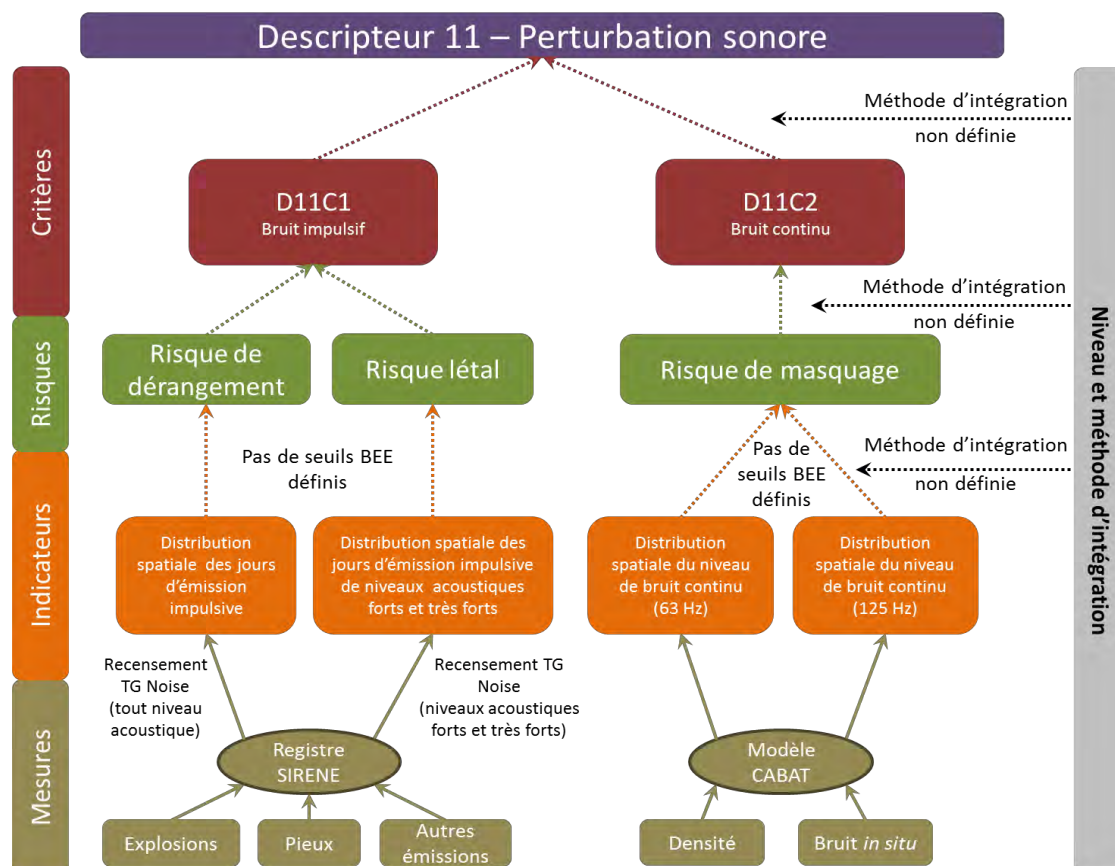 Descripteur 11 – Perturbation sonore
Critères
Méthode d'intégration
non définie
D11C1
Bruit impulsif
D11C2
Bruit continu
Méthode d'intégration
non définie
Risques
Risque de
dérangement
Risque létal
Risque de masquage
Niveau et méthode d'intégration
Indicateurs
Pas de seuils BEE
définis
Pas de
seuils BEE
définis
Méthode d'intégration
non définie
Distribution
spatiale des jours
d'émission
impulsive
Distribution spatiale des
jours d'émission impulsive
de niveaux acoustiques
forts et très forts
Distribution
spatiale du niveau
de bruit continu
(63 Hz)
Distribution
spatiale du niveau
de bruit continu
(125 Hz)
Mesures
Recensement
TG Noise
(tout niveau
acoustique)
Recensement TG
Noise
(niveaux acoustiques
forts et très forts)
Registre
SIRENE
Modèle
CABAT
Explosions
Pieux
Autres
émissions
Densité
Bruit in situ